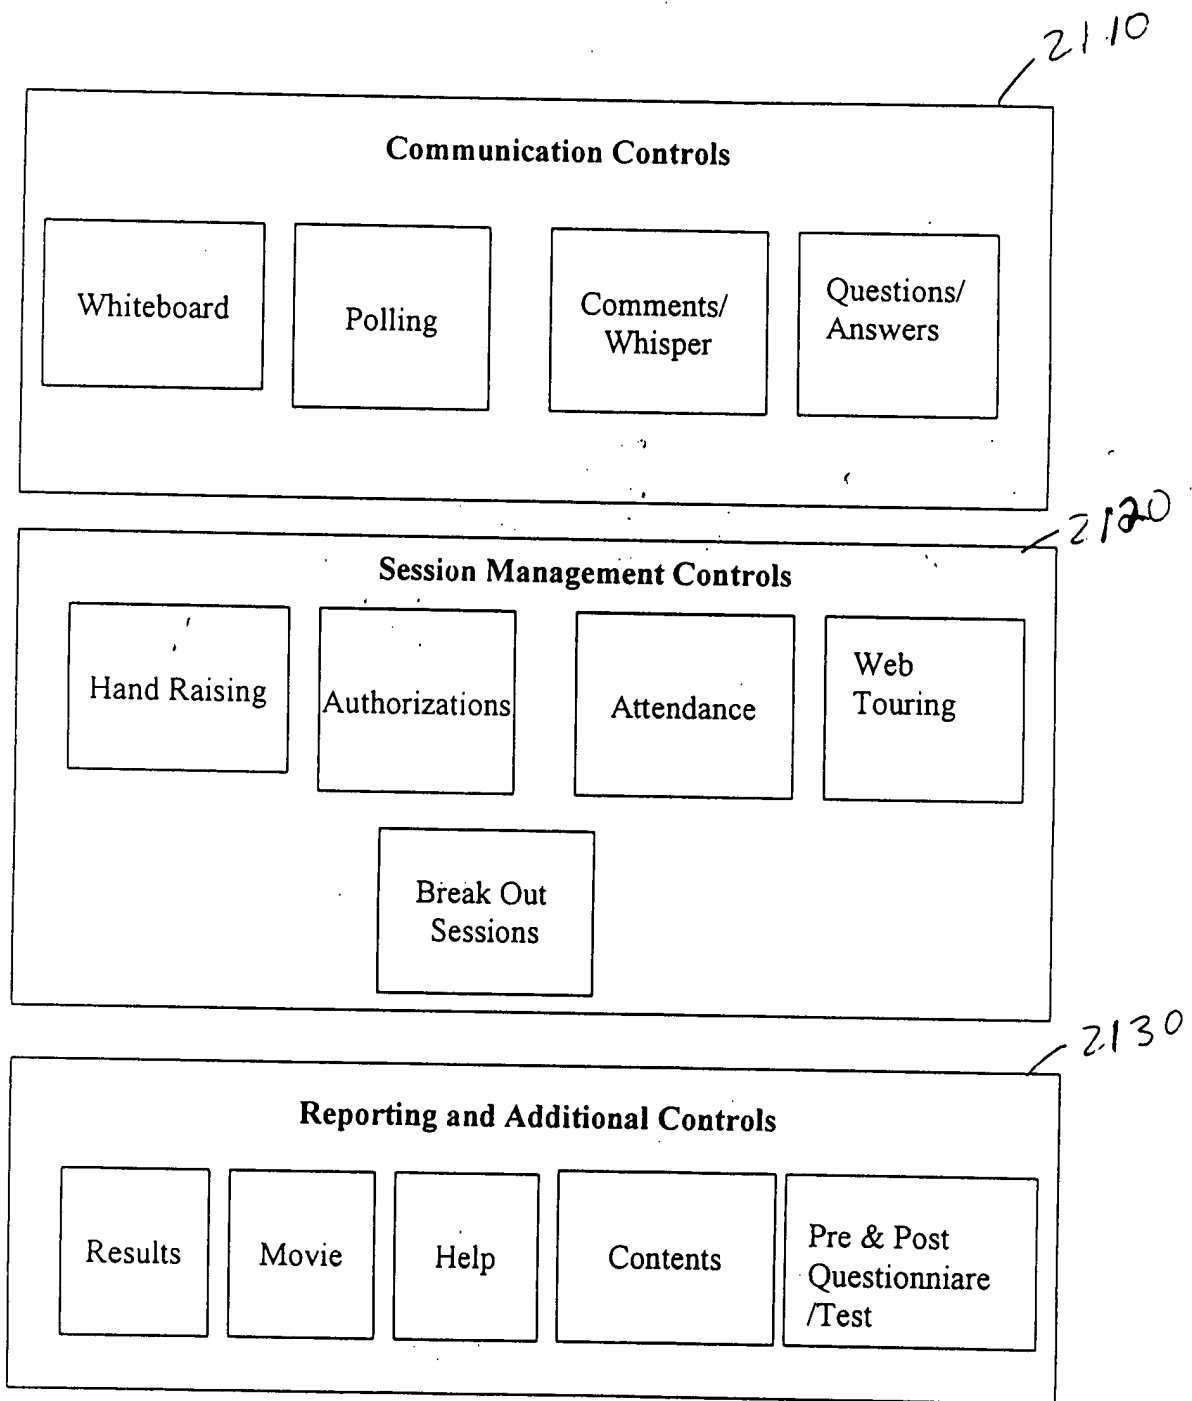 2110
Communication Controls
Whiteboard
Polling
Comments/
Whisper
Questions/
Answers
2120
Session Management Controls
Hand Raising
Authorizations
Attendance
Web
Touring
Break Out
Sessions
2130
Reporting and Additional Controls
Results
Movie
Help
Contents
Pre & Post
Questionniare
/Test